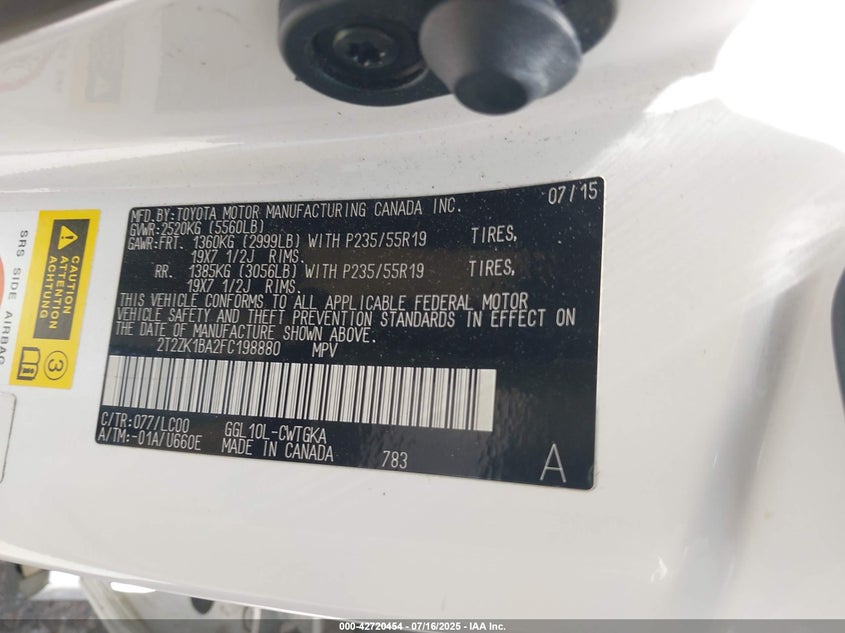 07/15
MFD.BY:TOYOTA MOTOR MANUFACTURING CANADA INC.
GVWR:2520KG (5560LB)
GAWR:FRT. 1360KG (2999LB) WITH P235/55R19 TIRES,
19X7 1/2J RIMS.
RR. 1385KG (3056LB) WITH P235/55R19 TIRES,
19X7 1/2J RIMS.
THIS VEHICLE CONFORMS TO ALL APPLICABLE FEDERAL MOTOR
VEHICLE SAFETY AND THEFT PREVENTION STANDARDS IN EFFECT ON
THE DATE OF MANUFACTURE SHOWN ABOVE.
2T2ZK1BA2FC198880 MPV
C/TR:077/LC00 GGL10L-CWTGKA
A/TM:-01A/U660E MADE IN CANADA 783
A
CAUTION
ATTENTION
ACHTUNG
3
SRS SIDE AIRBAG
000-42720454 - 07/16/2025 - IAA Inc.